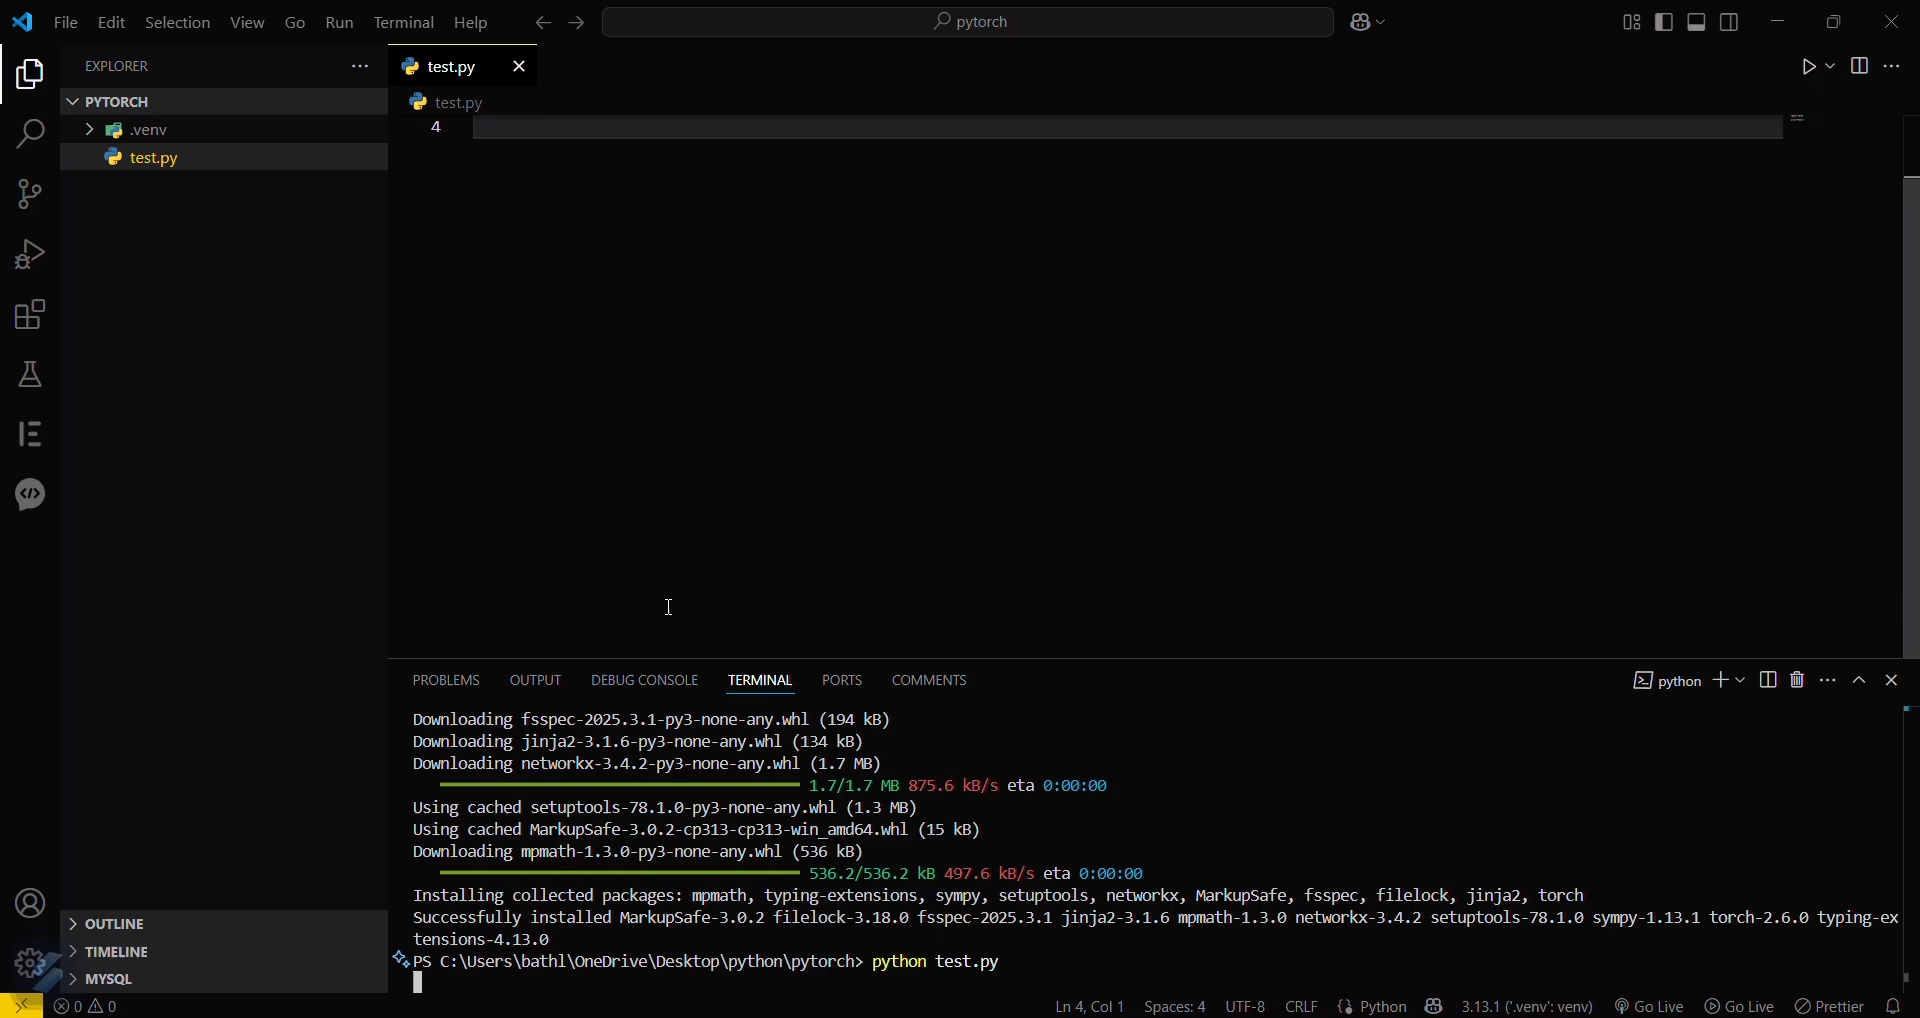 File Edit Selection View Go Run Terminal Help
pytorch
EXPLORER
test.py
PYTORCH
test.py
.venv
4
test.py
PROBLEMS OUTPUT DEBUG CONSOLE TERMINAL PORTS COMMENTS
python
Downloading fsspec-2025.3.1-py3-none-any.whl (194 kB)
Downloading jinja2-3.1.6-py3-none-any.whl (134 kB)
Downloading networkx-3.4.2-py3-none-any.whl (1.7 MB)
1.7/1.7 MB 875.6 kB/s eta 0:00:00
Using cached setuptools-78.1.0-py3-none-any.whl (1.3 MB)
Using cached MarkupSafe-3.0.2-cp313-cp313-win_amd64.whl (15 kB)
Downloading mpmath-1.3.0-py3-none-any.whl (536 kB)
536.2/536.2 kB 497.6 kB/s eta 0:00:00
Installing collected packages: mpmath, typing-extensions, sympy, setuptools, networkx, MarkupSafe, fsspec, filelock, jinja2, torch
Successfully installed MarkupSafe-3.0.2 filelock-3.18.0 fsspec-2025.3.1 jinja2-3.1.6 mpmath-1.3.0 networkx-3.4.2 setuptools-78.1.0 sympy-1.13.1 torch-2.6.0 typing-ex
tensions-4.13.0
PS C:\Users\bathl\OneDrive\Desktop\python\pytorch> python test.py
OUTLINE
TIMELINE
MYSQL
0 0
Ln 4, Col 1 Spaces: 4 UTF-8 CRLF Python 3.13.1 ('.venv': venv) Go Live Go Live Prettier